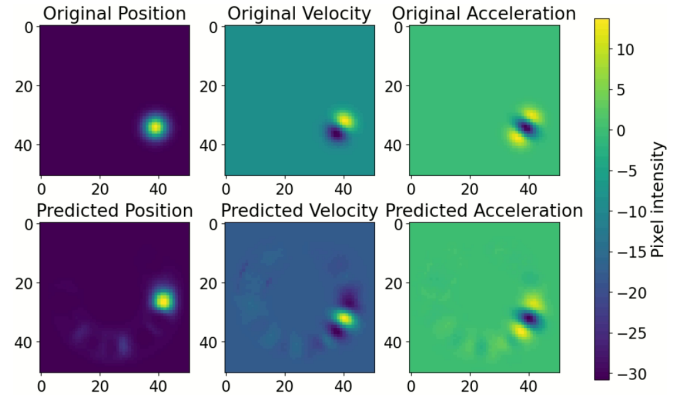 Original Position Original Velocity Original Acceleration
0 0 0
20 20 20
40 40 40
0 20 40 0 20 40 0 20 40
Predicted Position Predicted Velocity Predicted Acceleration
0 0 0
20 20 20
40 40 40
0 20 40 0 20 40 0 20 40
10
5
0
−5
−10
−15
−20
−25
−30
Pixel intensity